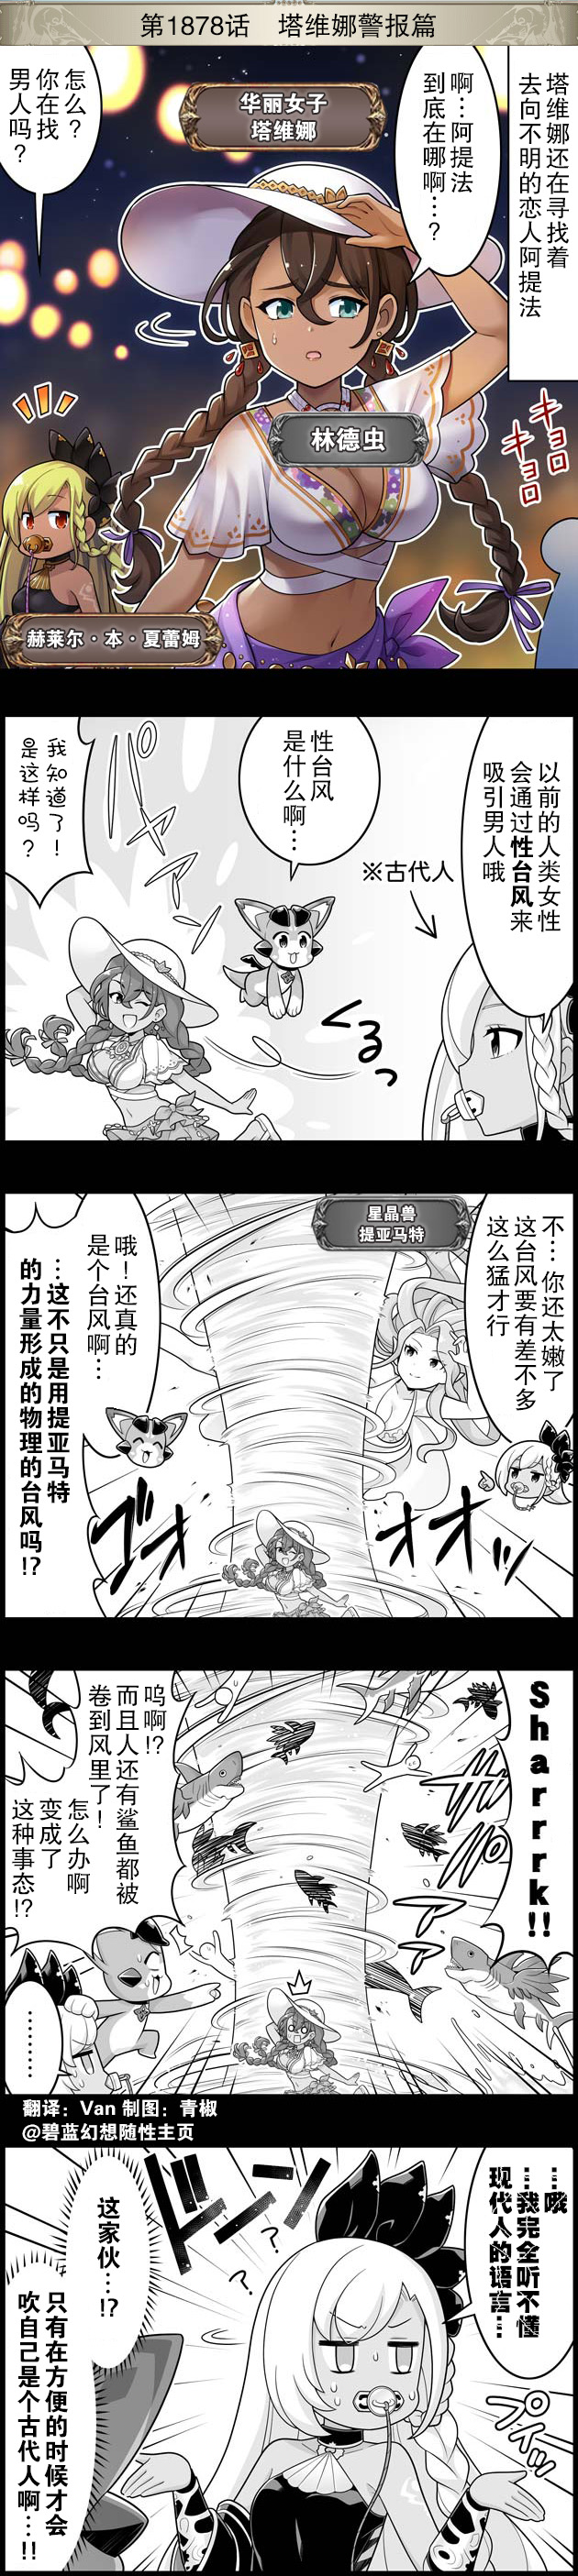 第1878话　塔维娜警报篇
塔维娜还在寻找着
去向不明的恋人阿提法
啊…阿提法
到底在哪啊…?
华丽女子
塔维娜
怎么?
你在找
男人吗?
キョロ
キョロ
林德虫
赫莱尔·本·夏蕾姆
以前的人类女性
会通过性台风来
吸引男人哦
※古代人
性台风
是什么啊…
我知道了!
是这样吗?
パァァ
くるっ
不…你还太嫩了
这台风要有差不多
这么猛才行
星晶兽
提亚马特
哦!还真的
是个台风啊…
…这不只是用提亚马特
的力量形成的物理的台风吗!?
オオオ
ゴオ
Sharrrk!!
呜啊!?
而且人还有鲨鱼都被
卷到风里了!
怎么办啊
变成了
这种事态!?
………
翻译：Van 制图：青椒
@碧蓝幻想随性主页
…哦
…我完全听不懂
现代人的语言…
ドドン
?
?
这家伙…!?
プイッ
只有在方便的时候才会
吹自己是个古代人啊…!!